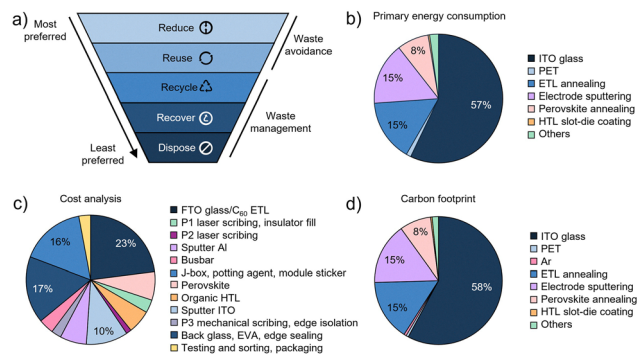 a)
Most
preferred
Reduce
Reuse
Recycle
Recover
Dispose
Least
preferred
Waste
avoidance
Waste
management
b)
Primary energy consumption
8%
15%
15%
57%
ITO glass
PET
ETL annealing
Electrode sputtering
Perovskite annealing
HTL slot-die coating
Others
c)
Cost analysis
16%
23%
17%
10%
FTO glass/C60 ETL
P1 laser scribing, insulator fill
P2 laser scribing
Sputter Al
Busbar
J-box, potting agent, module sticker
Perovskite
Organic HTL
Sputter ITO
P3 mechanical scribing, edge isolation
Back glass, EVA, edge sealing
Testing and sorting, packaging
d)
Carbon footprint
8%
15%
15%
58%
ITO glass
PET
Ar
ETL annealing
Electrode sputtering
Perovskite annealing
HTL slot-die coating
Others